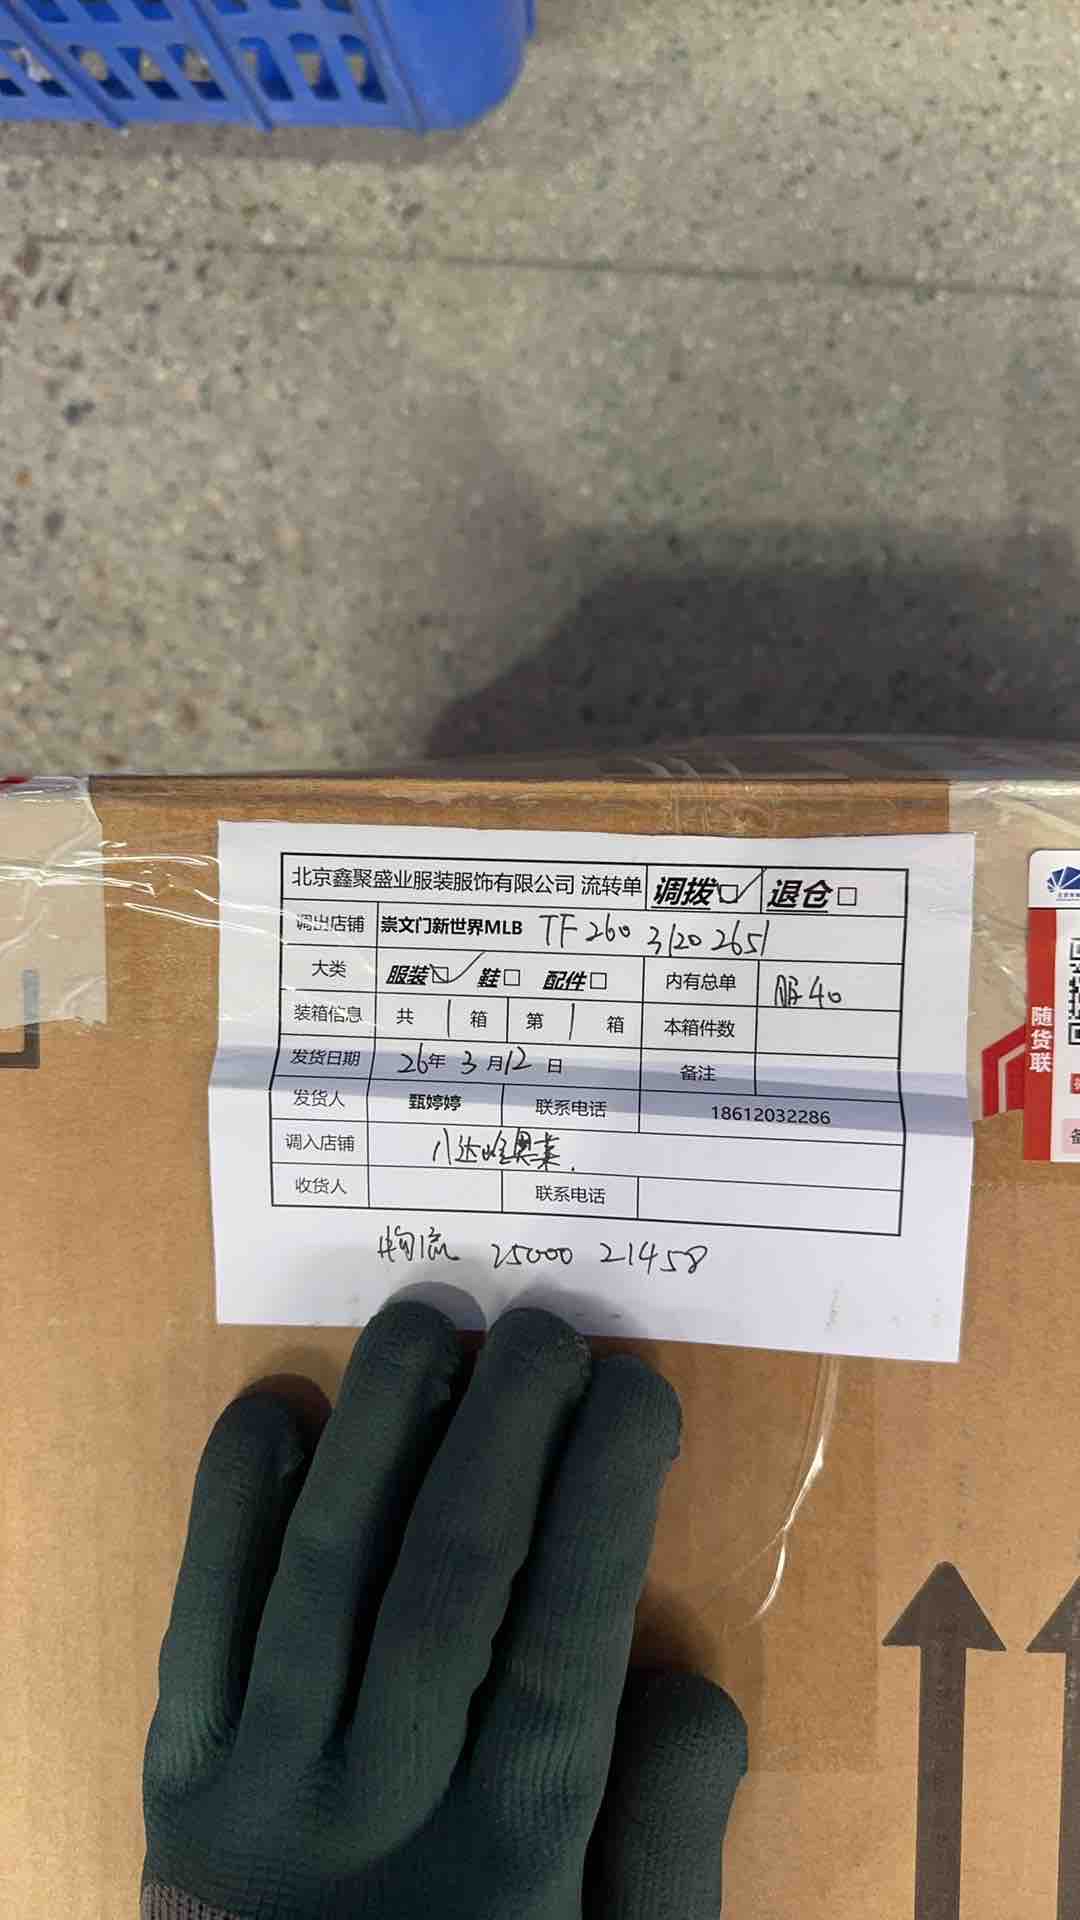 北京鑫聚盛业服装服饰有限公司 流转单 调拨☑ 退仓□
调出店铺 崇文门新世界MLB TF260 3120 2651
大类 服装☑ 鞋□ 配件□ 内有总单 服40
装箱信息 共 1 箱 第 1 箱 本箱件数
发货日期 26年 3月12日 备注
发货人 甄婷婷 联系电话 18612032286
调入店铺 八达岭奥莱.
收货人 联系电话
物流 25000 21458
随货联